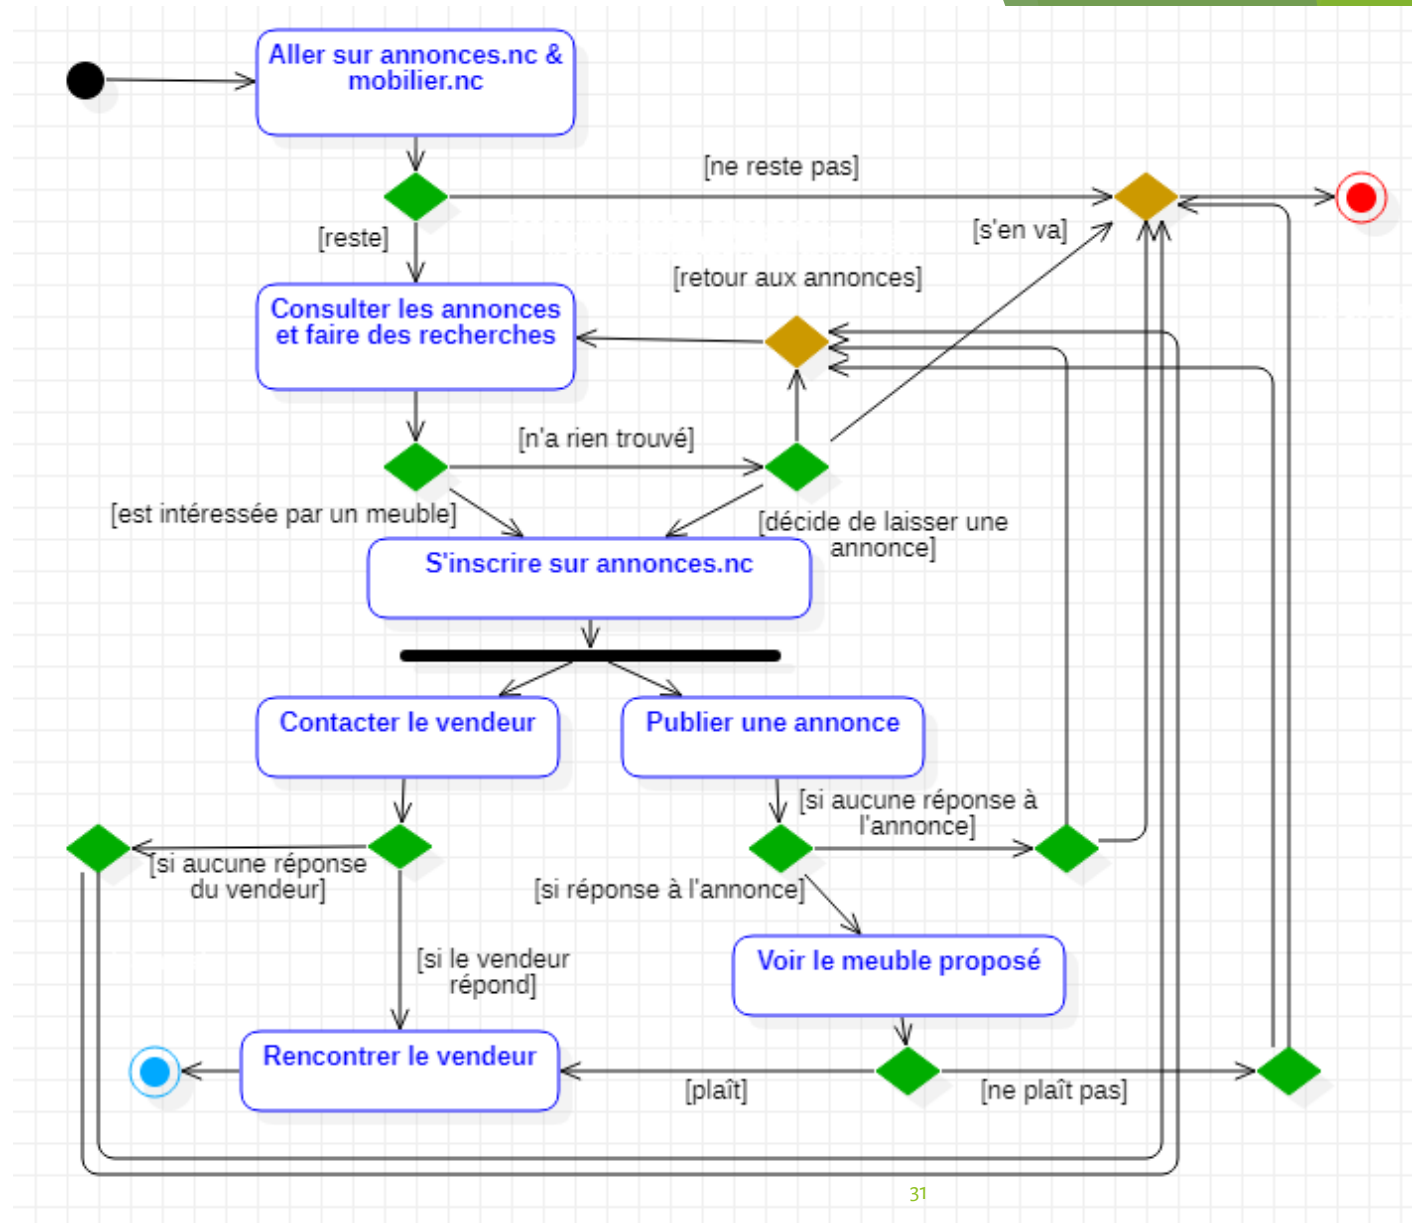 Aller sur annonces.nc &
mobilier.nc
[ne reste pas]
[reste]
[s'en va]
[retour aux annonces]
Consulter les annonces
et faire des recherches
[n'a rien trouvé]
[est intéressée par un meuble]
[décide de laisser une
annonce]
S'inscrire sur annonces.nc
Contacter le vendeur
Publier une annonce
[si aucune réponse à
l'annonce]
[si aucune réponse
du vendeur]
[si réponse à l'annonce]
[si le vendeur
répond]
Voir le meuble proposé
Rencontrer le vendeur
[plaît]
[ne plaît pas]
31